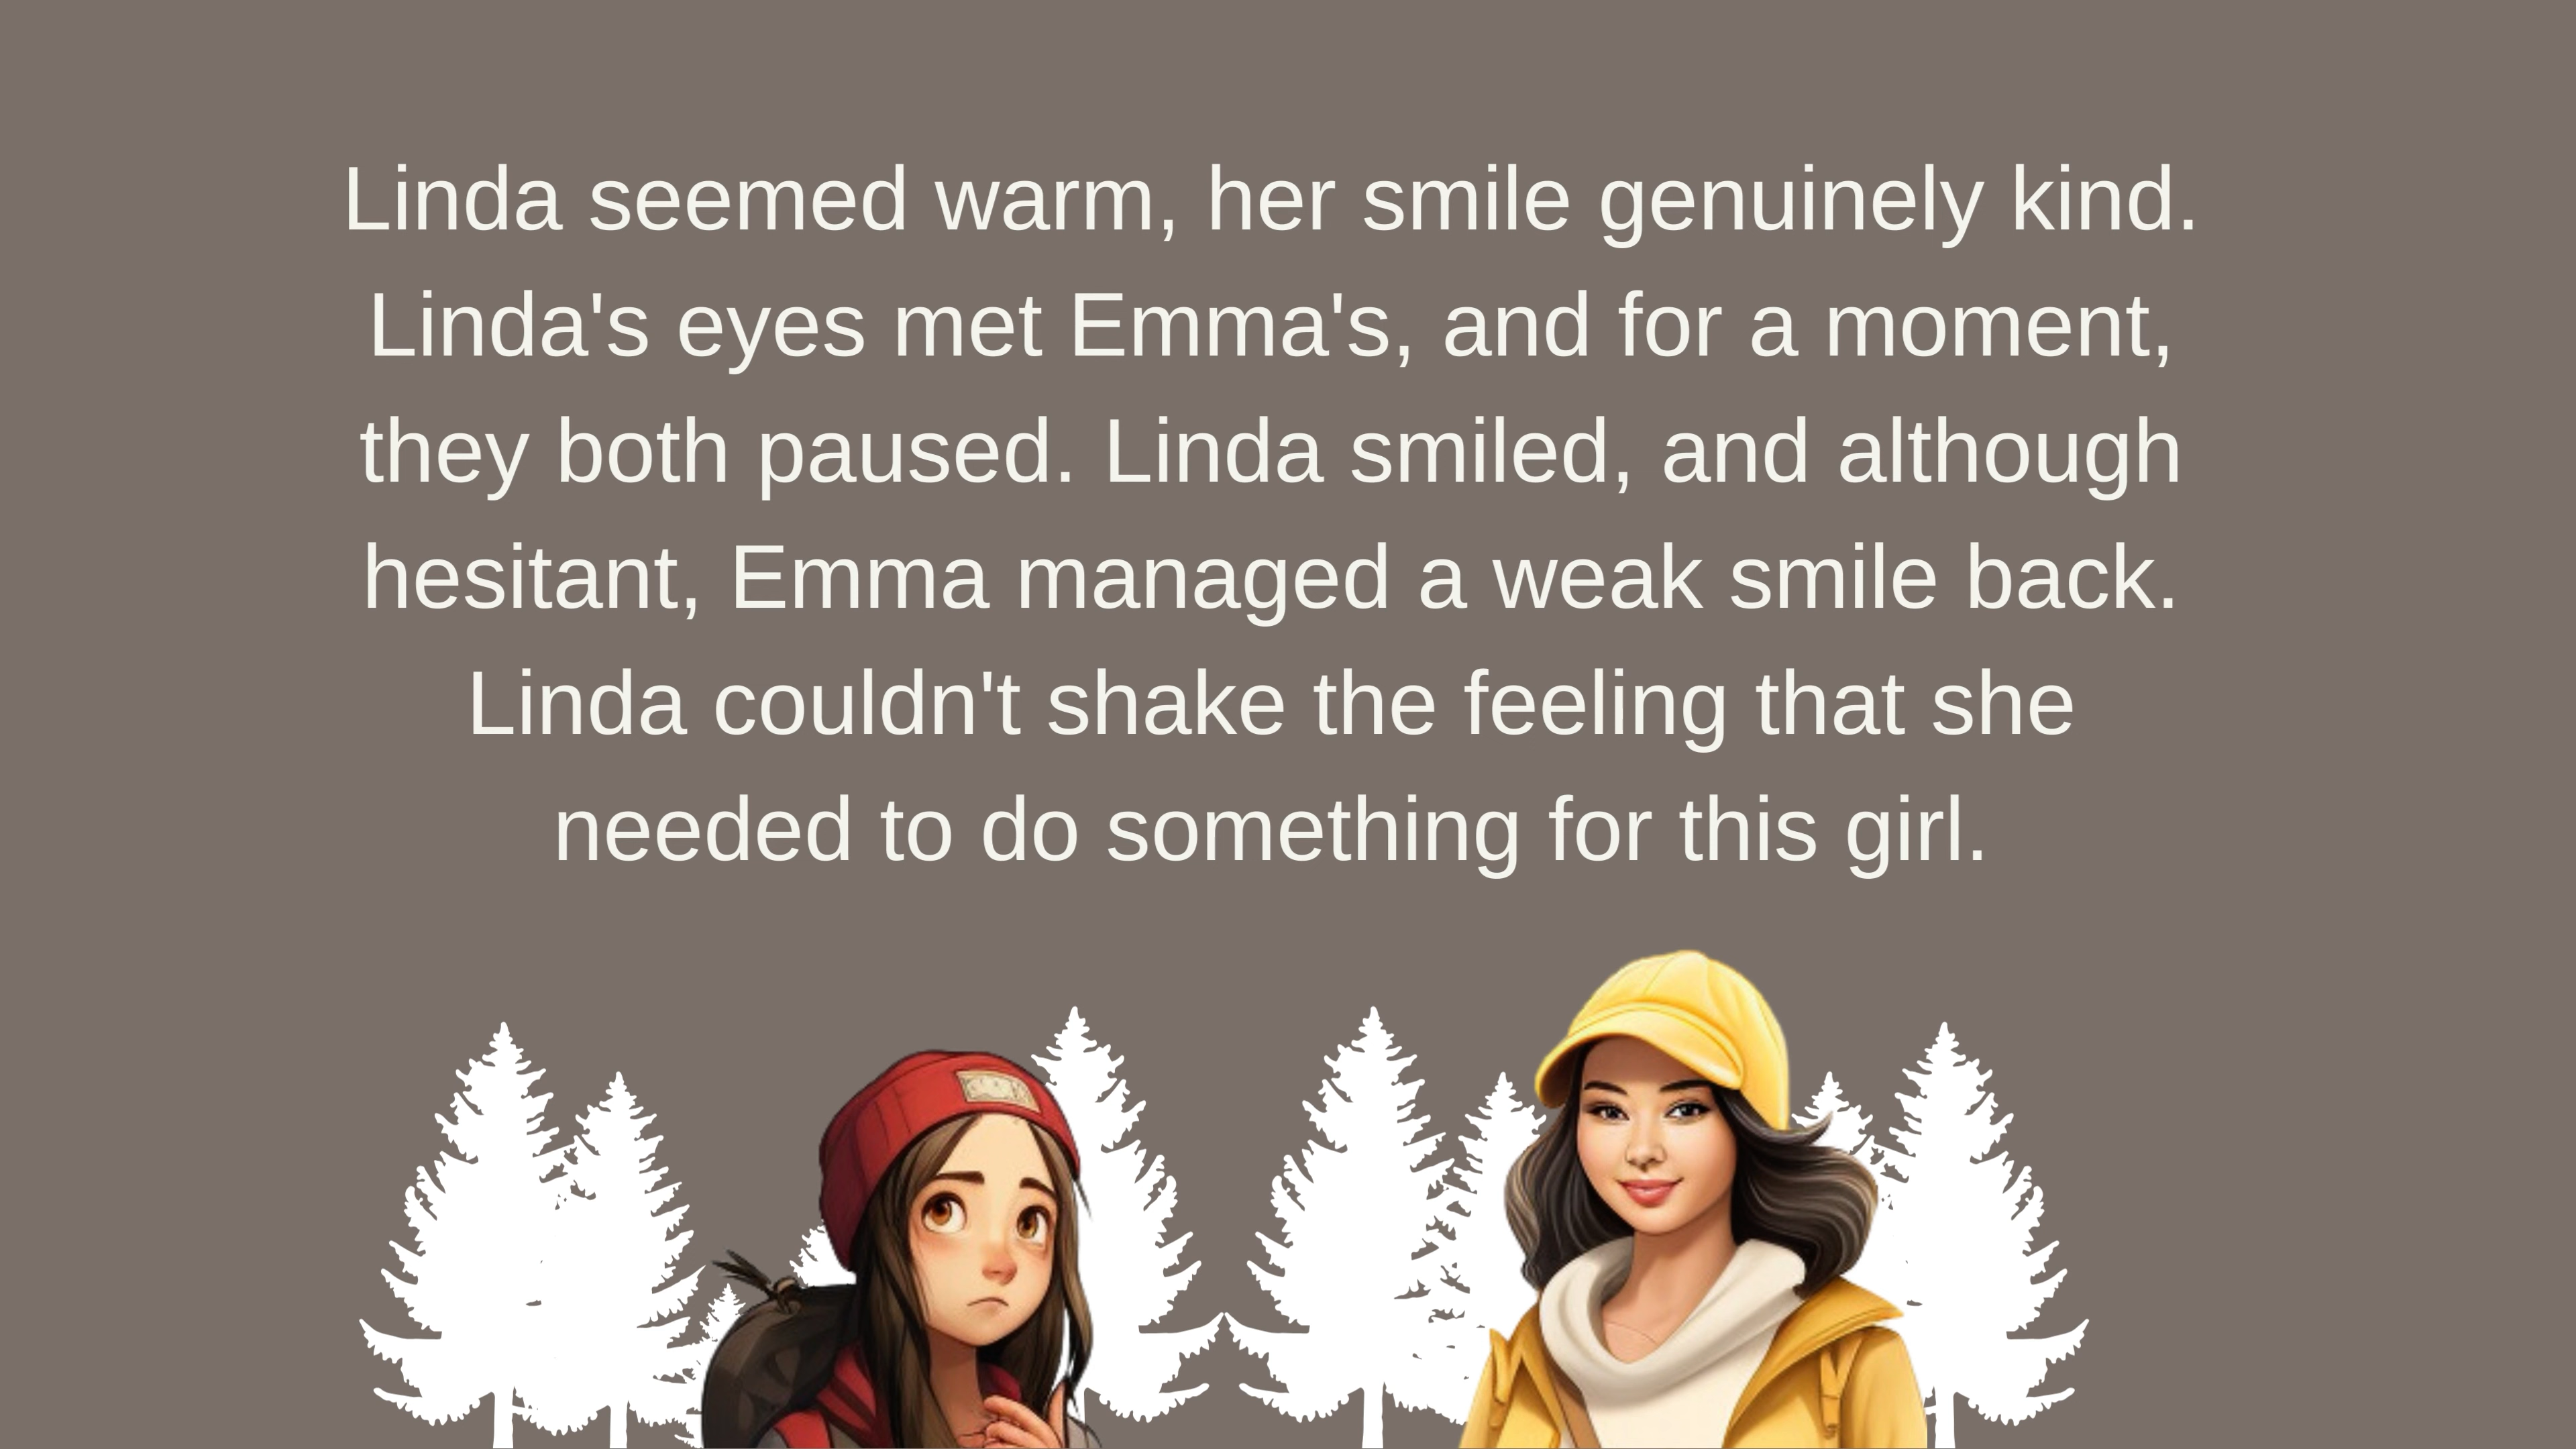 Linda seemed warm, her smile genuinely kind.
Linda's eyes met Emma's, and for a moment,
they both paused. Linda smiled, and although
hesitant, Emma managed a weak smile back.
Linda couldn't shake the feeling that she
needed to do something for this girl.